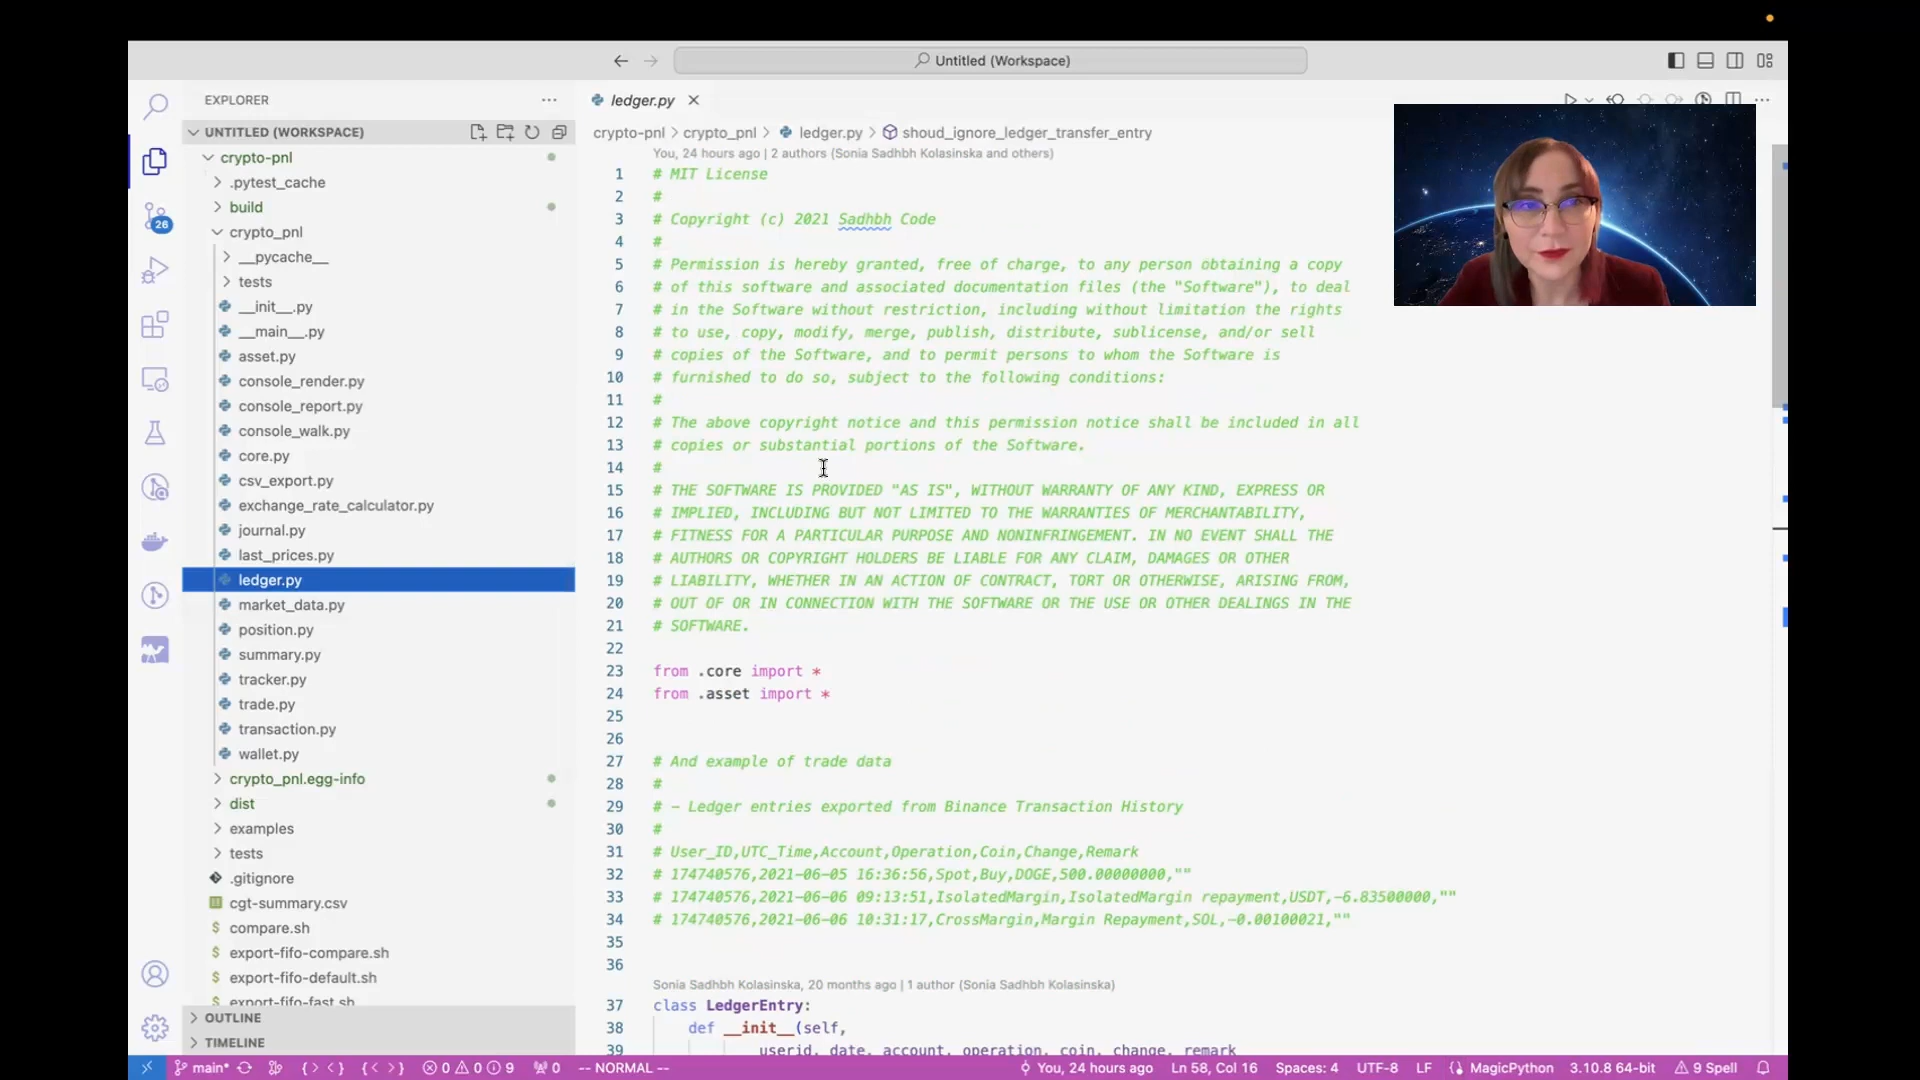 Untitled (Workspace)
EXPLORER
UNTITLED (WORKSPACE)
crypto-pnl
.pytest_cache
build
crypto_pnl
__pycache__
tests
__init__.py
__main__.py
asset.py
console_render.py
console_report.py
console_walk.py
core.py
csv_export.py
exchange_rate_calculator.py
journal.py
last_prices.py
ledger.py
market_data.py
position.py
summary.py
tracker.py
trade.py
transaction.py
wallet.py
crypto_pnl.egg-info
dist
examples
tests
.gitignore
cgt-summary.csv
$ compare.sh
$ export-fifo-compare.sh
$ export-fifo-default.sh
$ export-fifo-fast.sh
OUTLINE
TIMELINE
26
ledger.py
crypto-pnl > crypto_pnl > ledger.py > shoud_ignore_ledger_transfer_entry
You, 24 hours ago | 2 authors (Sonia Sadhbh Kolasinska and others)
1 # MIT License
2 #
3 # Copyright (c) 2021 Sadhbh Code
4 #
5 # Permission is hereby granted, free of charge, to any person obtaining a copy
6 # of this software and associated documentation files (the "Software"), to deal
7 # in the Software without restriction, including without limitation the rights
8 # to use, copy, modify, merge, publish, distribute, sublicense, and/or sell
9 # copies of the Software, and to permit persons to whom the Software is
10 # furnished to do so, subject to the following conditions:
11 #
12 # The above copyright notice and this permission notice shall be included in all
13 # copies or substantial portions of the Software.
14 #
15 # THE SOFTWARE IS PROVIDED "AS IS", WITHOUT WARRANTY OF ANY KIND, EXPRESS OR
16 # IMPLIED, INCLUDING BUT NOT LIMITED TO THE WARRANTIES OF MERCHANTABILITY,
17 # FITNESS FOR A PARTICULAR PURPOSE AND NONINFRINGEMENT. IN NO EVENT SHALL THE
18 # AUTHORS OR COPYRIGHT HOLDERS BE LIABLE FOR ANY CLAIM, DAMAGES OR OTHER
19 # LIABILITY, WHETHER IN AN ACTION OF CONTRACT, TORT OR OTHERWISE, ARISING FROM,
20 # OUT OF OR IN CONNECTION WITH THE SOFTWARE OR THE USE OR OTHER DEALINGS IN THE
21 # SOFTWARE.
22
23 from .core import *
24 from .asset import *
25
26
27 # And example of trade data
28 #
29 # - Ledger entries exported from Binance Transaction History
30 #
31 # User_ID,UTC_Time,Account,Operation,Coin,Change,Remark
32 # 174740576,2021-06-05 16:36:56,Spot,Buy,DOGE,500.00000000,""
33 # 174740576,2021-06-06 09:13:51,IsolatedMargin,IsolatedMargin repayment,USDT,-6.83500000,""
34 # 174740576,2021-06-06 10:31:17,CrossMargin,Margin Repayment,SOL,-0.00100021,""
35
36
Sonia Sadhbh Kolasinska, 20 months ago | 1 author (Sonia Sadhbh Kolasinska)
37 class LedgerEntry:
38 def __init__(self,
39 userid, date, account, operation, coin, change, remark
main* 0 0 9 0 -- NORMAL -- You, 24 hours ago Ln 58, Col 16 Spaces: 4 UTF-8 LF MagicPython 3.10.8 64-bit 9 Spell